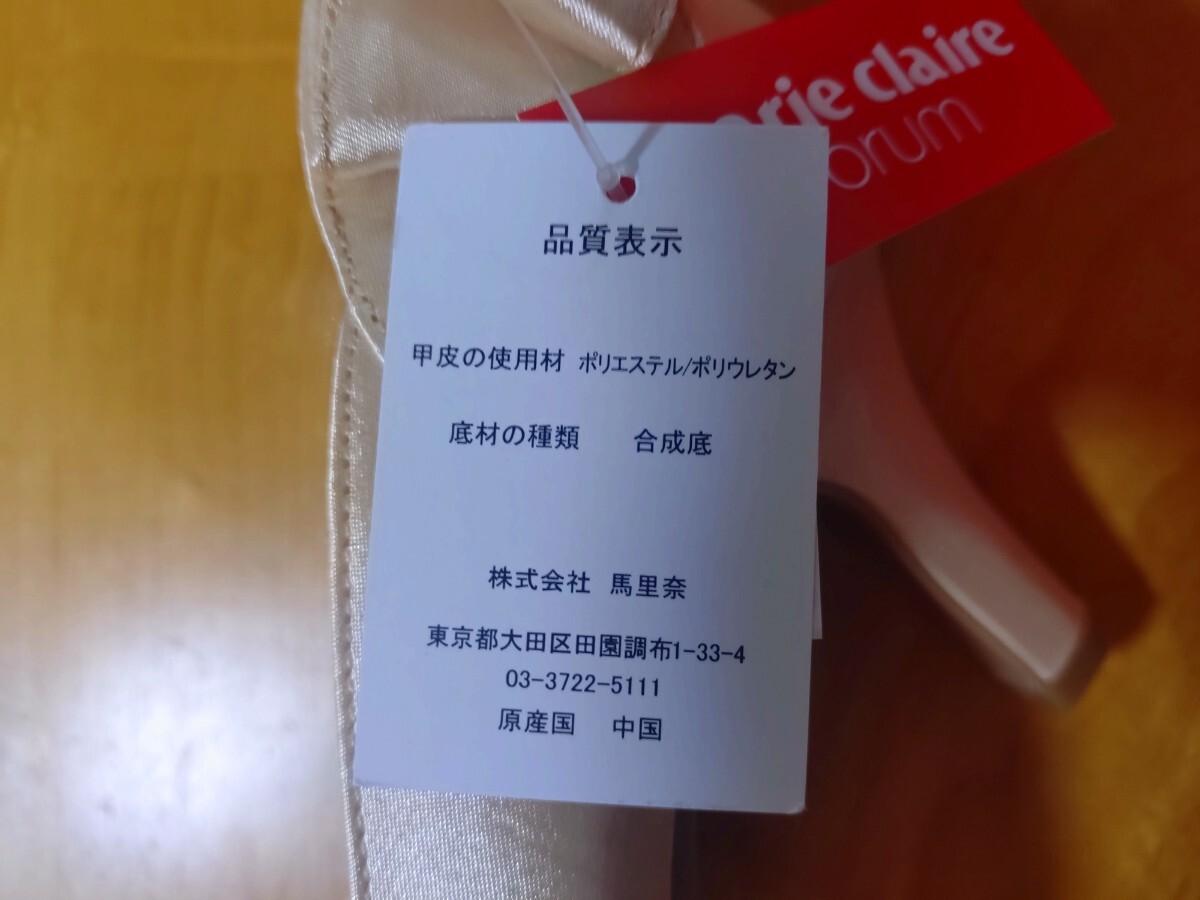 claire
orum
品質表示
甲皮の使用材 ポリエステル/ポリウレタン
底材の種類 合成底
株式会社 馬里奈
東京都大田区田園調布1-33-4
03-3722-5111
原産国 中国